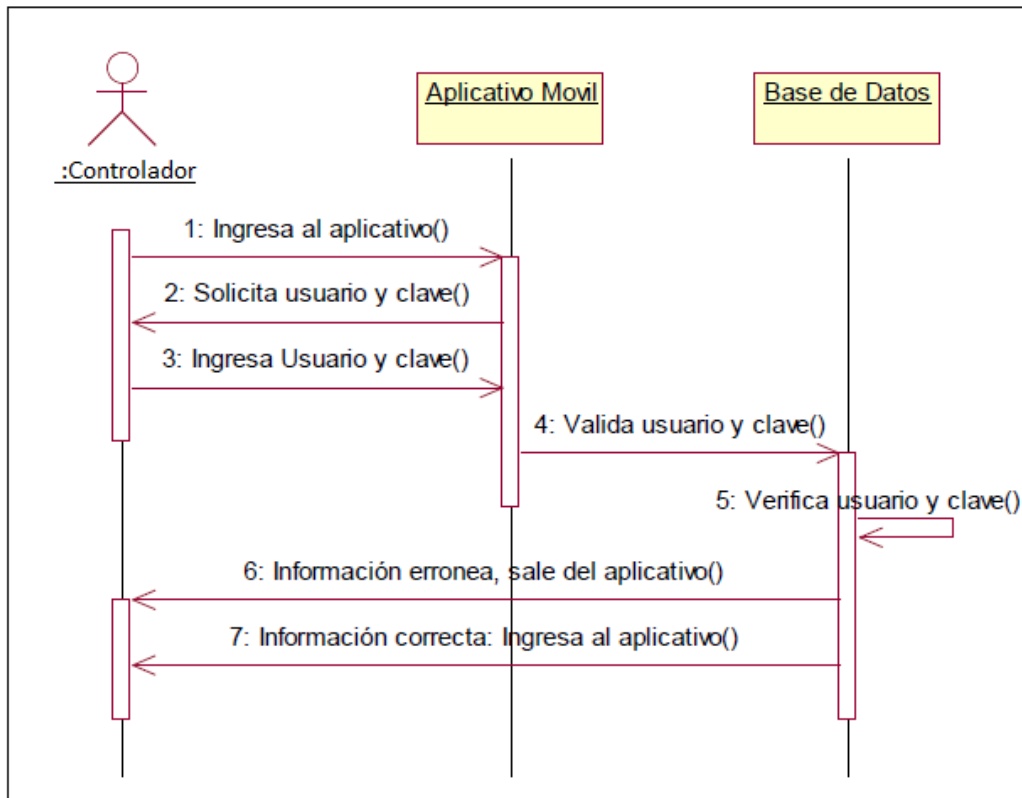 Aplicativo Movil
Base de Datos
:Controlador
1: Ingresa al aplicativo()
2: Solicita usuario y clave()
3: Ingresa Usuario y clave()
4: Valida usuario y clave()
5: Verifica usuario y clave()
6: Información erronea, sale del aplicativo()
7: Información correcta: Ingresa al aplicativo()